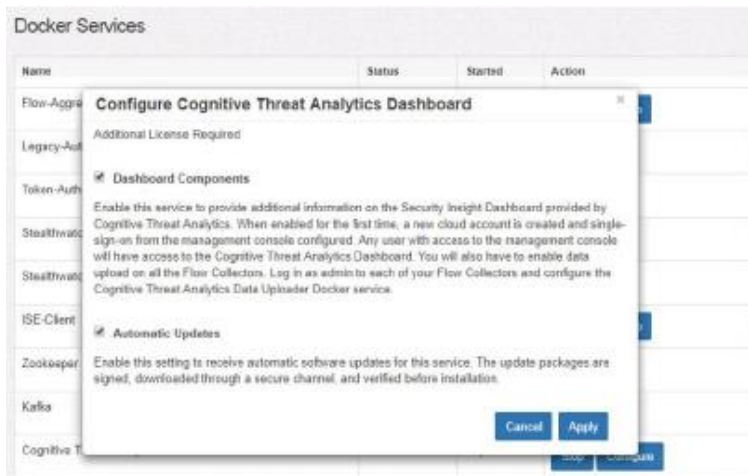 Docker Services
Name Status Started Action
Flow-Aggre
Configure Cognitive Threat Analytics Dashboard
Additional License Required
Legacy-Aut
Dashboard Components
Token-Auth
Enable this service to provide additional information on the Security Insight Dashboard provided by
Cognitive Threat Analytics. When enabled for the first time, a new cloud account is created and single-
sign-on from the management console configured. Any user with access to the management console
will have access to the Cognitive Threat Analytics Dashboard. You will also have to enable data
upload on all the Flow Collectors. Log in as admin to each of your Flow Collectors and configure the
Cognitive Threat Analytics Data Uploader Docker service.
Stealthwatc
Stealthwatc
ISE-Client
Automatic Updates
Enable this setting to receive automatic software updates for this service. The update packages are
signed, downloaded through a secure channel, and verified before installation.
Zookeeper
Kafka
Cancel Apply
Cognitive T
Stop Configure